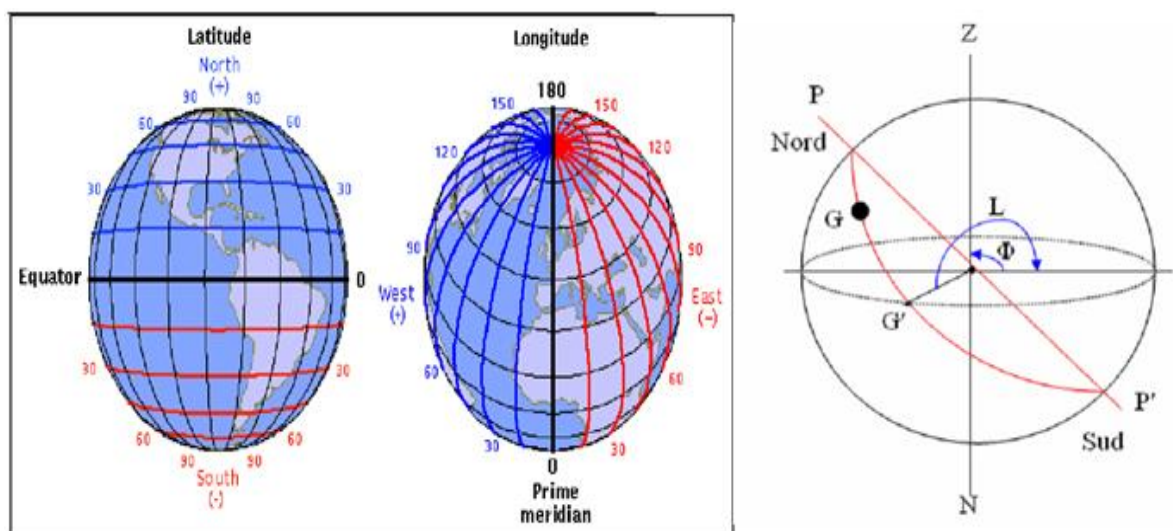 Latitude
North
(+)
90 90
60 60
30 30
Equator 0
30 30
60 60
90 90
South
(-)
Longitude
180
150 150
120 120
90 90
West
(+)
East
(-)
60 60
30 30
0
Prime
meridian
Z
P
Nord
G
L
Φ
G'
P'
Sud
N